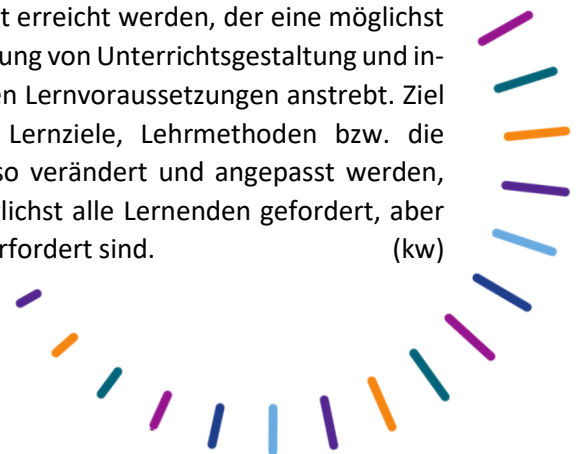 t erreicht werden, der eine möglichst
ung von Unterrichtsgestaltung und in-
en Lernvoraussetzungen anstrebt. Ziel
Lernziele, Lehrmethoden bzw. die
so verändert und angepasst werden,
glichst alle Lernenden gefordert, aber
rfordert sind. (kw)